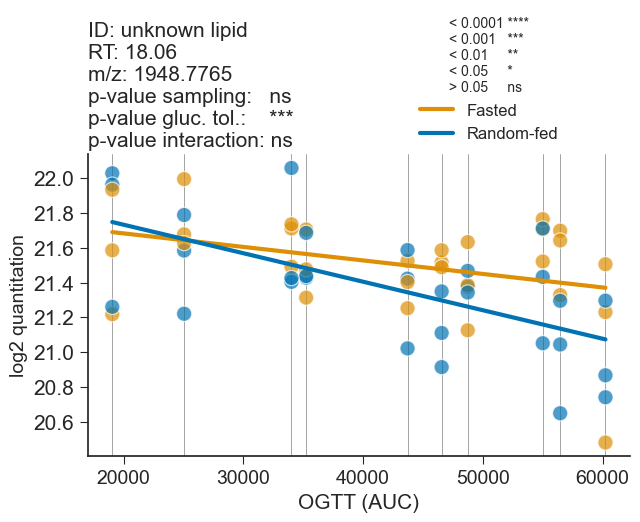 ID: unknown lipid
RT: 18.06
m/z: 1948.7765
p-value sampling: ns
p-value gluc. tol.: ***
p-value interaction: ns
< 0.0001 ****
< 0.001 ***
< 0.01 **
< 0.05 *
> 0.05 ns
Fasted
Random-fed
log2 quantitation
22.0
21.8
21.6
21.4
21.2
21.0
20.8
20.6
20000 30000 40000 50000 60000
OGTT (AUC)